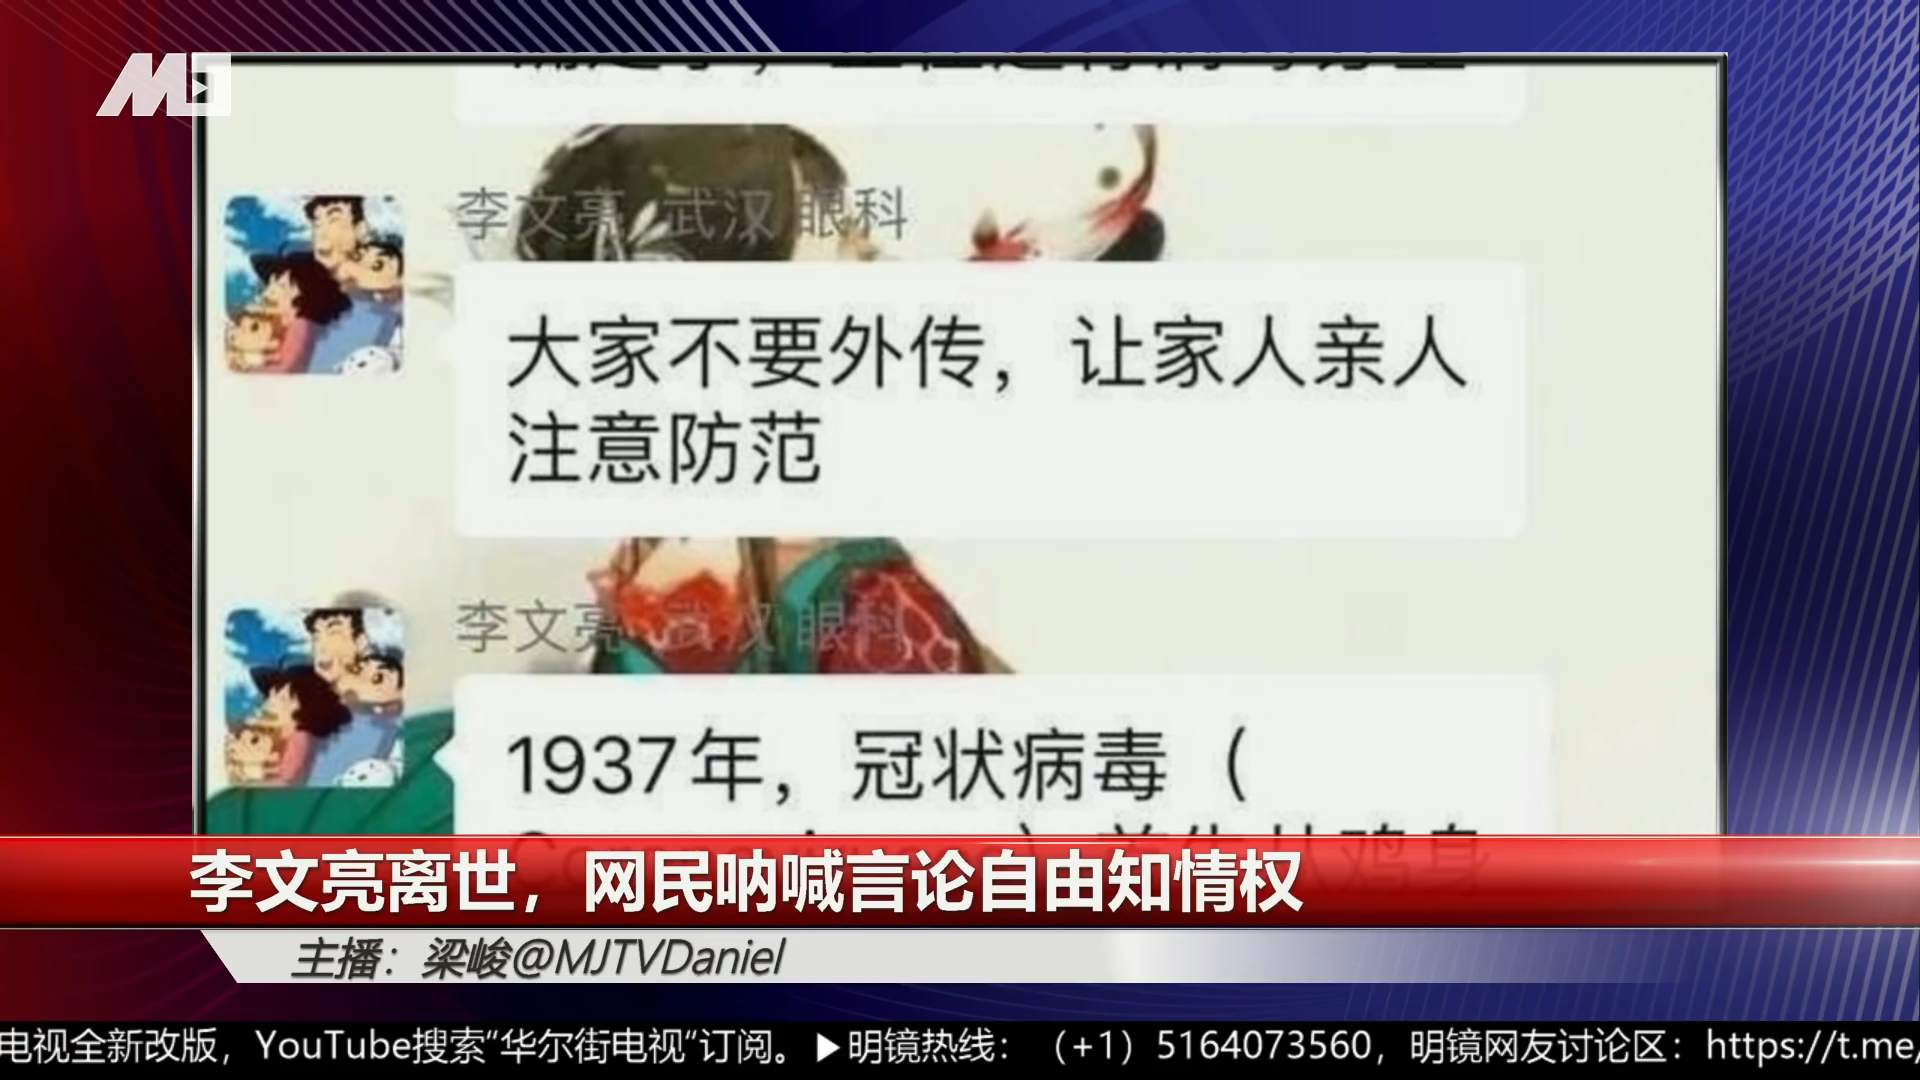 李文亮 武汉 眼科
大家不要外传，让家人亲人
注意防范
李文亮 武汉 眼科
1937年，冠状病毒（
李文亮离世，网民呐喊言论自由知情权
主播：梁峻@MJTVDaniel
电视全新改版，YouTube搜索“华尔街电视“订阅。▶明镜热线：（+1）5164073560，明镜网友讨论区：https://t.me/